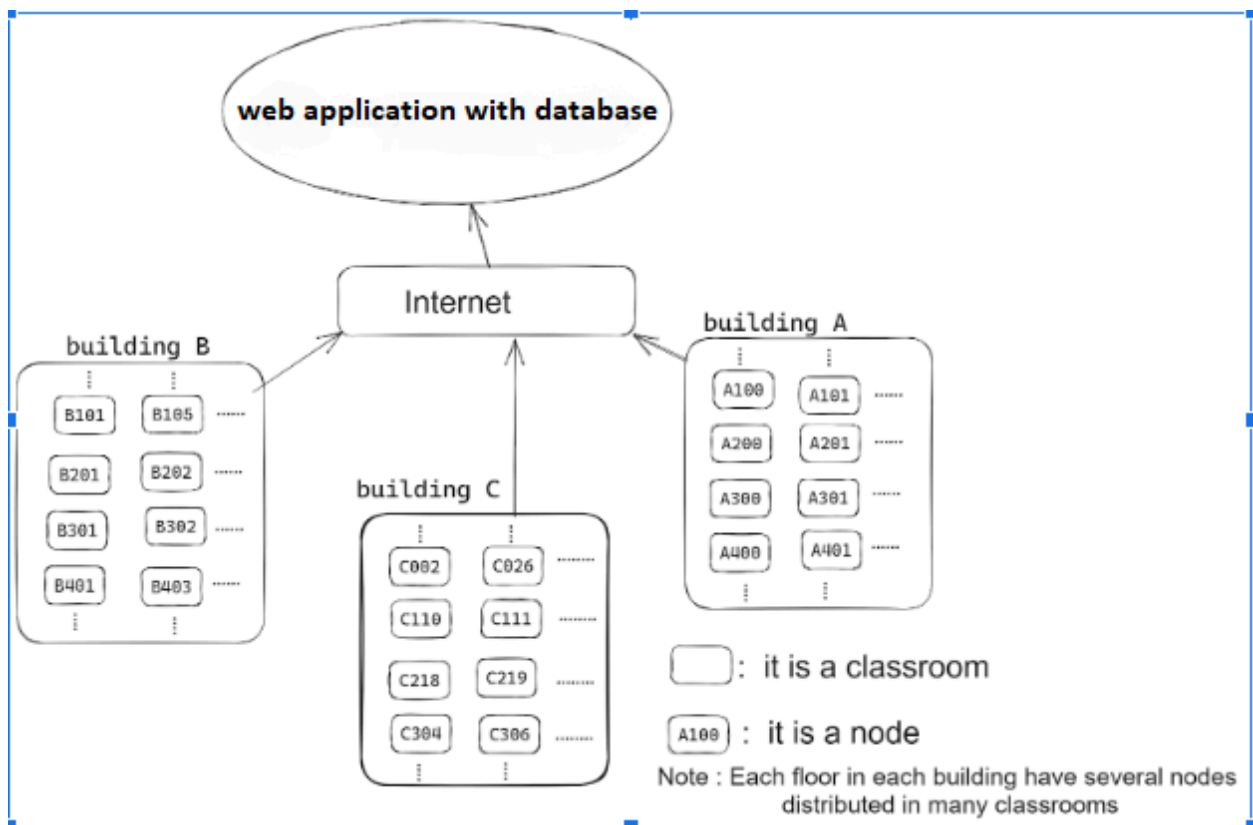 web application with database
Internet
building B
B101 B105 ......
B201 B202 ......
B301 B302 ......
B401 B403 ......
building C
C002 C026 ........
C110 C111 ........
C218 C219 ........
C304 C306 ........
building A
A100 A101 ......
A200 A201 ......
A300 A301 ......
A400 A401 ......
: it is a classroom
A100 : it is a node
Note : Each floor in each building have several nodes
distributed in many classrooms